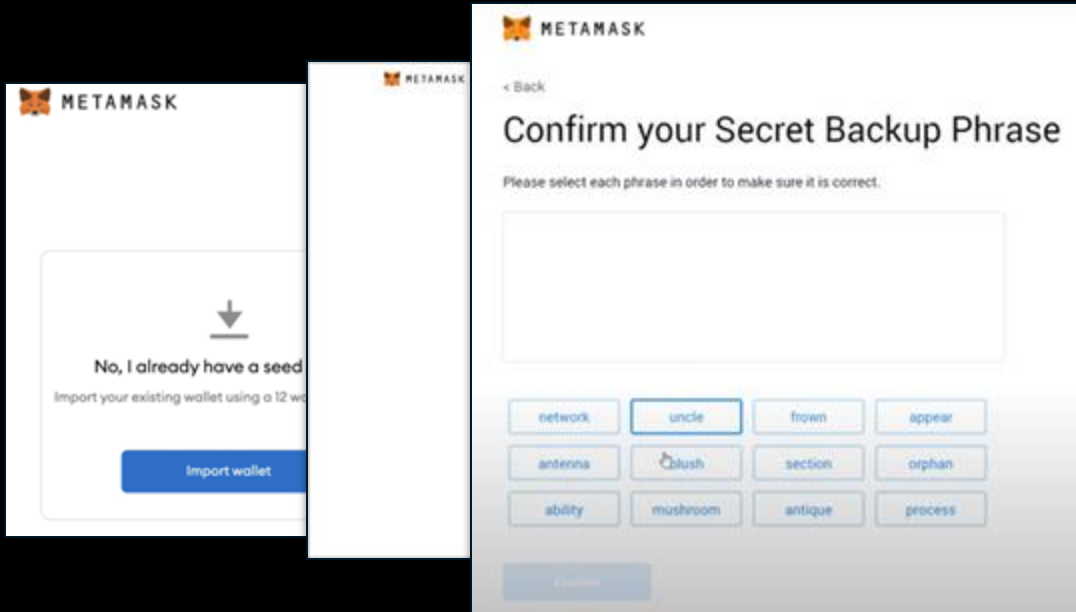 METAMASK
No, I already have a seed
Import your existing wallet using a 12 wo
Import wallet
METAMASK
METAMASK
< Back
Confirm your Secret Backup Phrase
Please select each phrase in order to make sure it is correct.
network uncle frown appear
antenna blush section orphan
ability mushroom antique process
Confirm